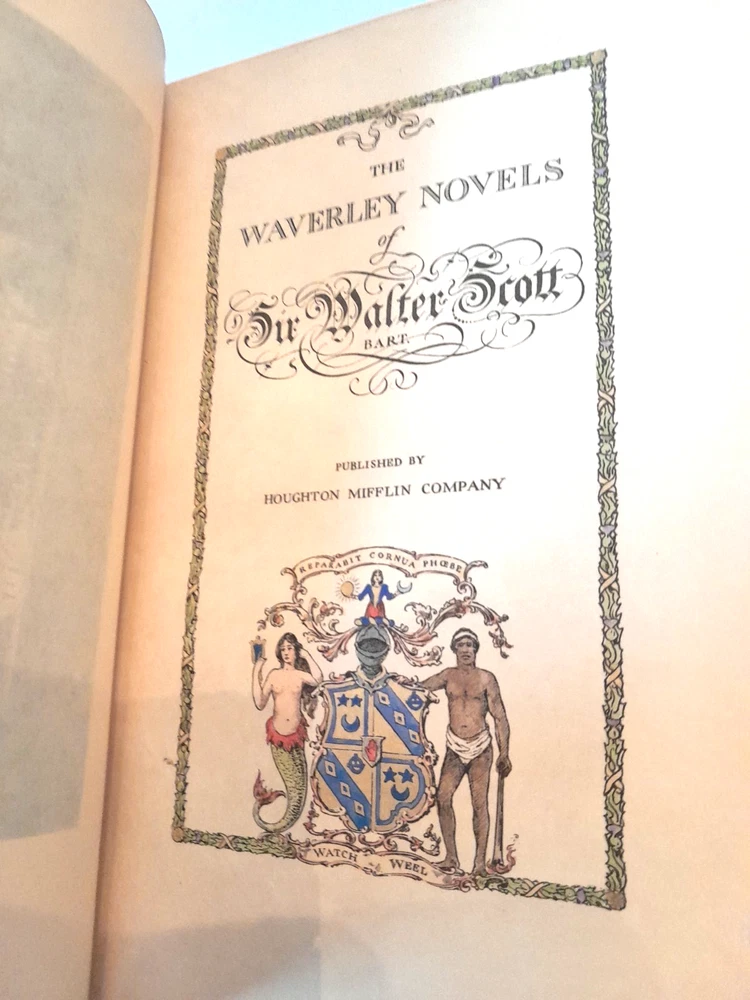 THE
WAVERLEY NOVELS
of
Sir Walter Scott
BART.
PUBLISHED BY
HOUGHTON MIFFLIN COMPANY
REPARABIT CORNUA PHŒBE
WATCH WEEL